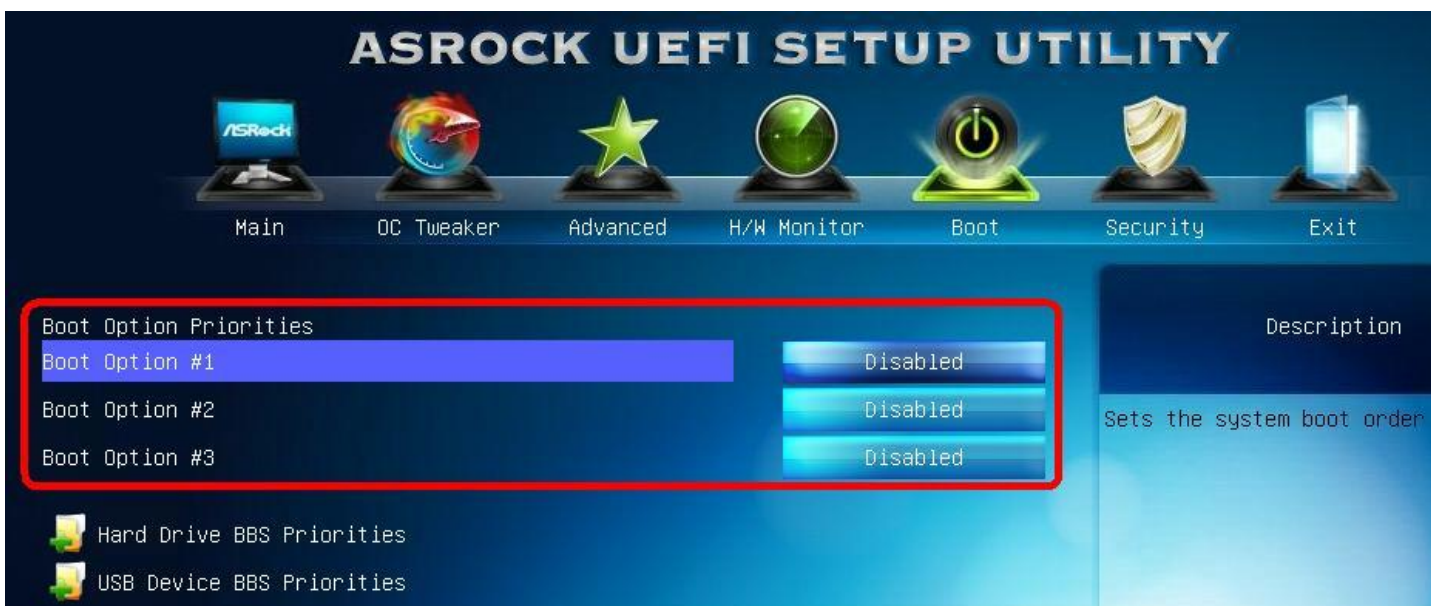 ASROCK UEFI SETUP UTILITY
ASRock
Main OC Tweaker Advanced H/W Monitor Boot Security Exit
Boot Option Priorities
Boot Option #1 Disabled
Boot Option #2 Disabled
Boot Option #3 Disabled
Hard Drive BBS Priorities
USB Device BBS Priorities
Description
Sets the system boot order